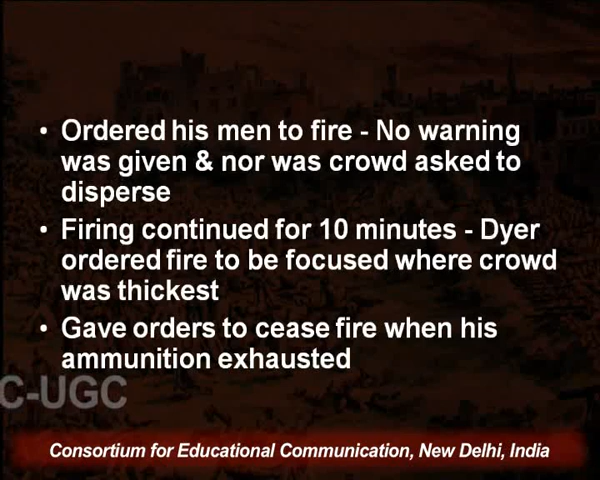 • Ordered his men to fire - No warning
was given & nor was crowd asked to
disperse
• Firing continued for 10 minutes - Dyer
ordered fire to be focused where crowd
was thickest
• Gave orders to cease fire when his
ammunition exhausted
C-UGC
Consortium for Educational Communication, New Delhi, India